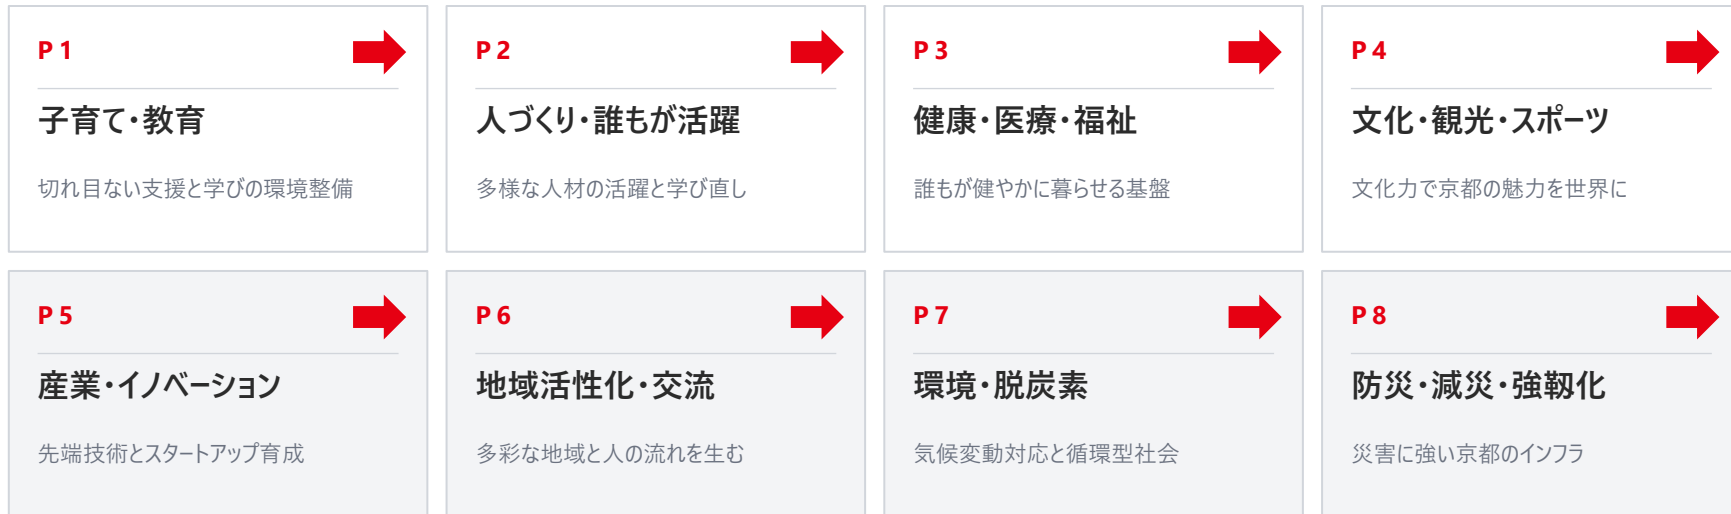 P 1
子育て・教育
切れ目ない支援と学びの環境整備
P 2
人づくり・誰もが活躍
多様な人材の活躍と学び直し
P 3
健康・医療・福祉
誰もが健やかに暮らせる基盤
P 4
文化・観光・スポーツ
文化力で京都の魅力を世界に
P 5
産業・イノベーション
先端技術とスタートアップ育成
P 6
地域活性化・交流
多彩な地域と人の流れを生む
P 7
環境・脱炭素
気候変動対応と循環型社会
P 8
防災・減災・強靱化
災害に強い京都のインフラ